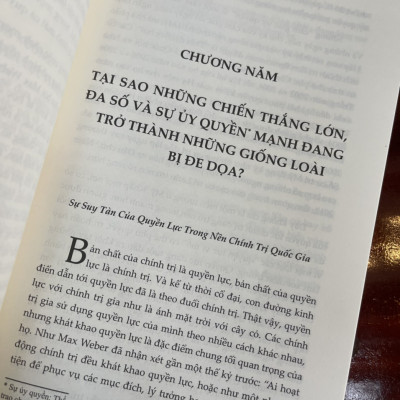 CHƯƠNG NĂM
TẠI SAO NHỮNG CHIẾN THẮNG LỚN,
ĐA SỐ VÀ SỰ ỦY QUYỀN* MẠNH ĐANG
TRỞ THÀNH NHỮNG GIỐNG LOÀI
BỊ ĐE DỌA?
Sự Suy Tàn Của Quyền Lực Trong Nền Chính Trị Quốc Gia
Bản chất của chính trị là quyền lực, bản chất của quyền
lực là chính trị. Và kể từ thời cổ đại, con đường kinh
điển dẫn tới quyền lực đã là theo đuổi chính trị. Thật vậy, quyền
lực với chính trị gia như là ánh mặt trời với cây cỏ. Các chính
trị gia sử dụng quyền lực của mình theo nhiều cách khác nhau,
nhưng khát khao quyền lực là đặc điểm chung tối quan trọng của
họ. Như Max Weber đã nhận xét gần một thế kỷ trước: "Ai hoạt
động chính trị đều khát khao quyền lực, hoặc như một
tiện để phục vụ các mục đích, lý tưởng
* Sự ủy quyền: